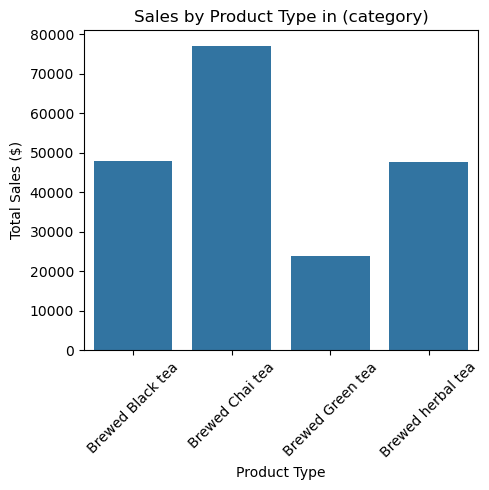 Sales by Product Type in (category)
Total Sales ($)
80000
70000
60000
50000
40000
30000
20000
10000
0
Brewed Black tea
Brewed Chai tea
Brewed Green tea
Brewed herbal tea
Product Type